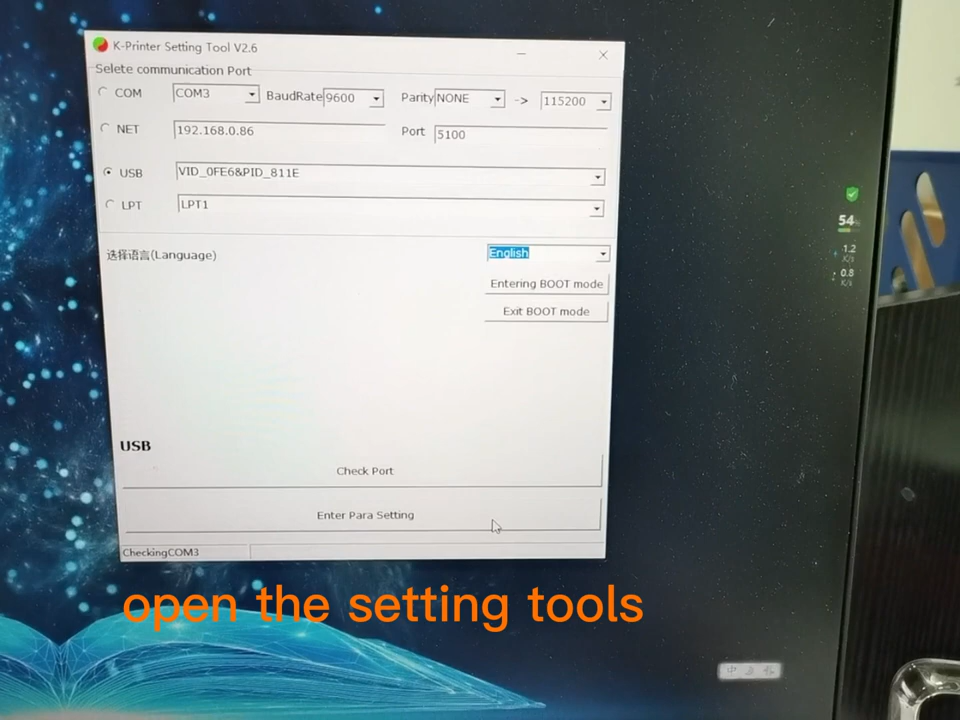 K-Printer Setting Tool V2.6
Selete communication Port
COM COM3 BaudRate 9600 Parity NONE -> 115200
NET 192.168.0.86 Port 5100
USB VID_0FE6&PID_811E
LPT LPT1
选择语言(Language) English
Entering BOOT mode
Exit BOOT mode
USB
Check Port
Enter Para Setting
CheckingCOM3
open the setting tools
54%
1.2
K/s
0.8
K/s
中